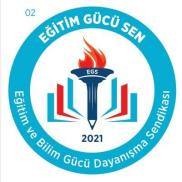 02
EĞİTİM GÜCÜ SEN
EGS
2021
Eğitim ve Bilim Gücü Dayanışma Sendikası